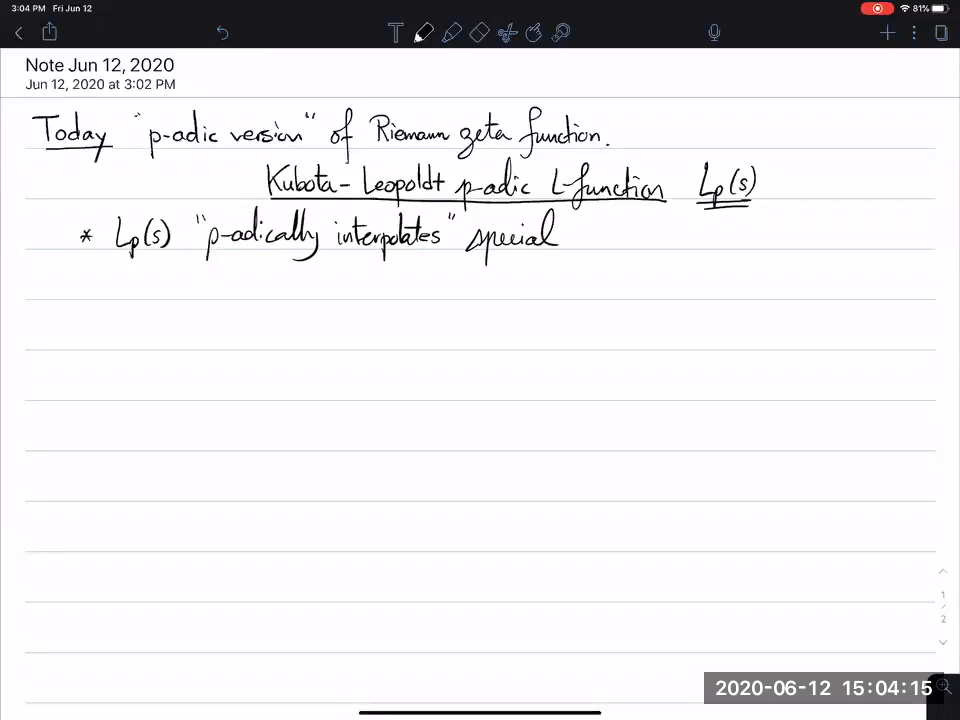 3:04 PM Fri Jun 12
81%
Note Jun 12, 2020
Jun 12, 2020 at 3:02 PM
Today "p-adic version" of Riemann zeta function.
Kubota-Leopoldt p-adic L-function Lp(s)
* Lp(s) "p-adically interpolates" special
1
/
2
2020-06-12 15:04:15